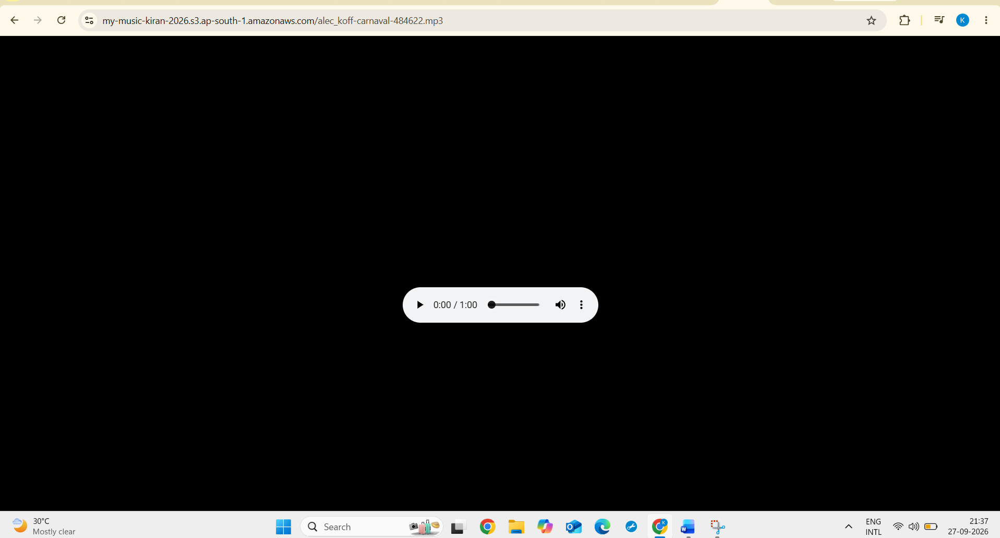 my-music-kiran-2026.s3.ap-south-1.amazonaws.com/alec_koff-carnaval-484622.mp3
K
0:00 / 1:00
30°C
Mostly clear
Search
K
W
ENG
INTL
21:37
27-09-2026